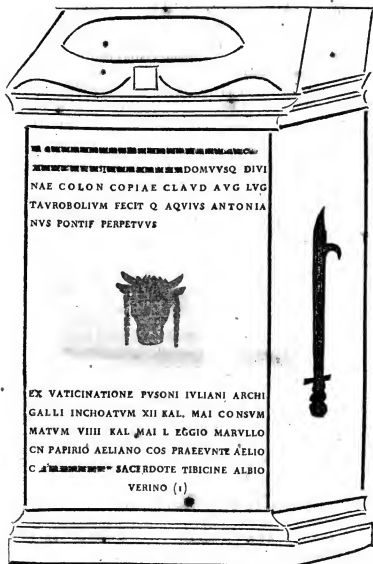 DOMVVSQ DIVI
NAE COLON COPIAE CLAVD AVG LVG
TAVROBOLIVM FECIT Q AQVIVS ANTONIA
NVS PONTIF PERPETVVS
EX VATICINATIONE PVSONI IVLIANI ARCHI
GALLI INCHOATVM XII KAL. MAI CONSVM
MATVM VIIII KAL MAI L EGGIO MARVLLO
CN PAPIRIO AELIANO COS PRAEEVNTE AELIO
C SACERDOTE TIBICINE ALBIO
VERINO (1)